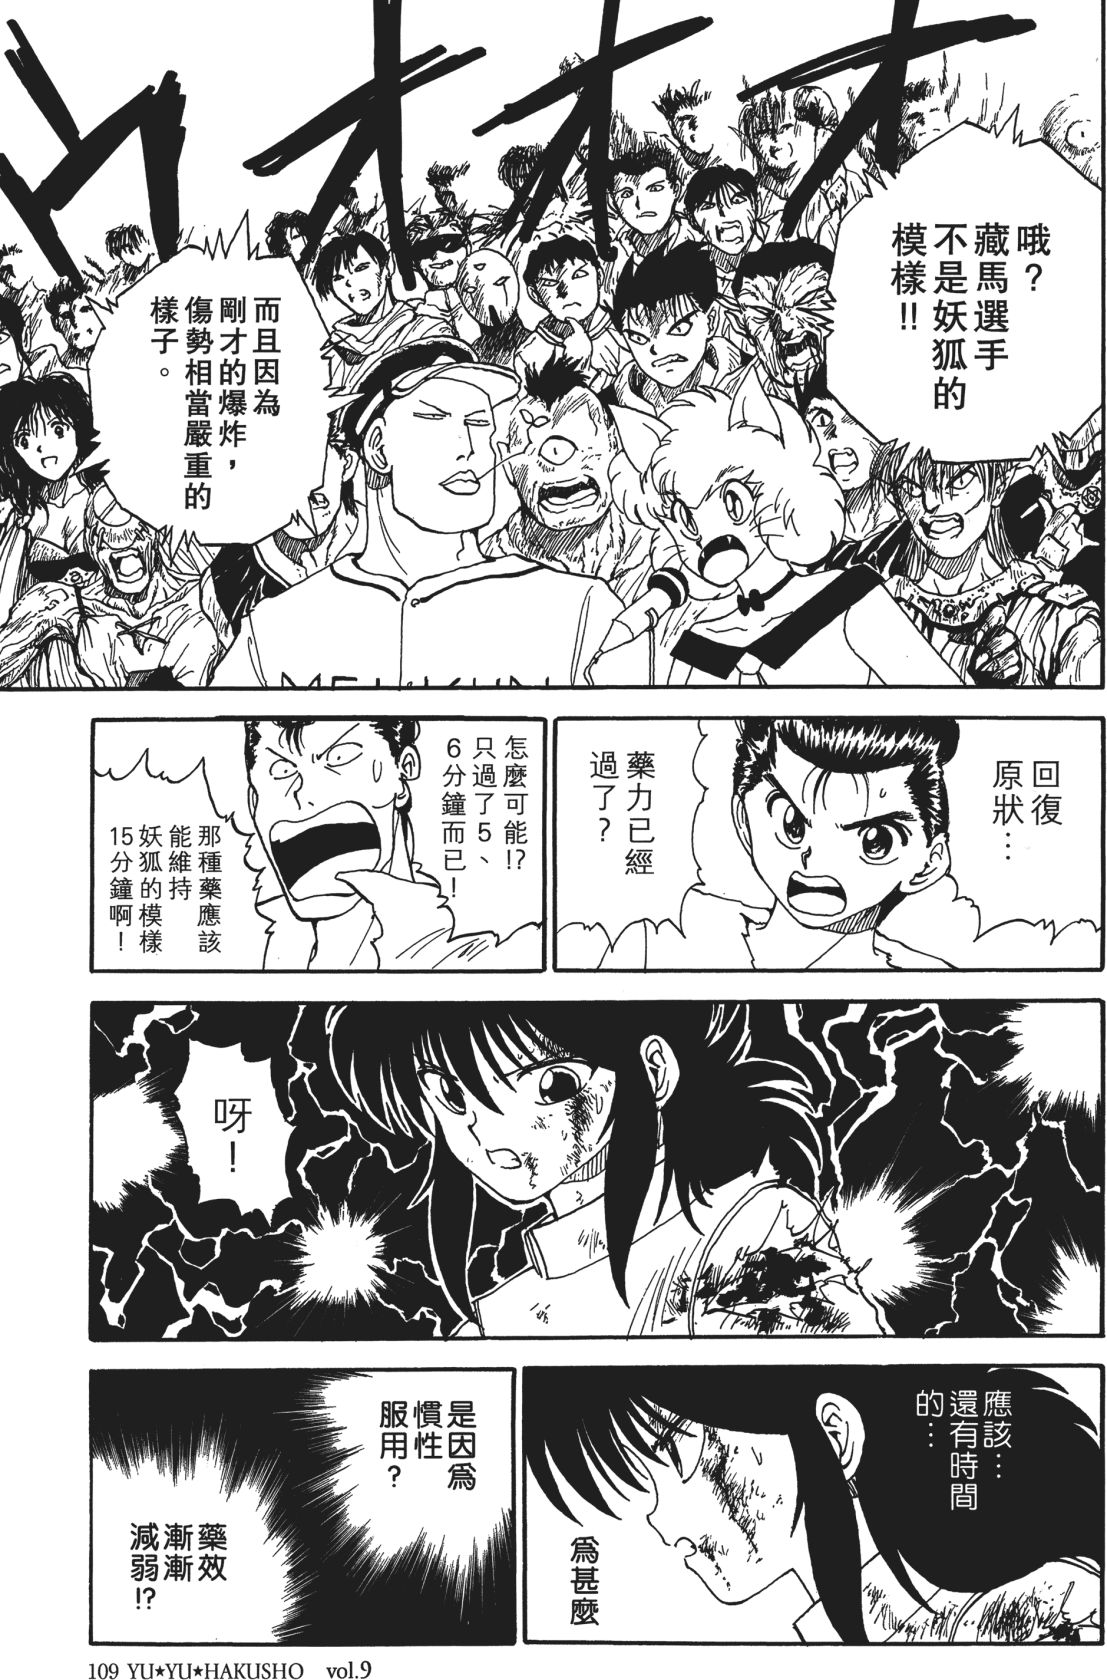 哦？
藏馬選手
不是妖狐的
模樣!!
而且因為
剛才的爆炸，
傷勢相當嚴重的
樣子。
オオオ
回復
原狀…
藥力已經
過了？
怎麼可能!?
只過了5、
6分鐘而已！
那種藥應該
能維持
妖狐的模樣
15分鐘啊！
呀！
應該…
還有時間
的…
為甚麼
是因為
慣性
服用？
藥效
漸漸
減弱!?
109 YU★YU★HAKUSHO vol.9